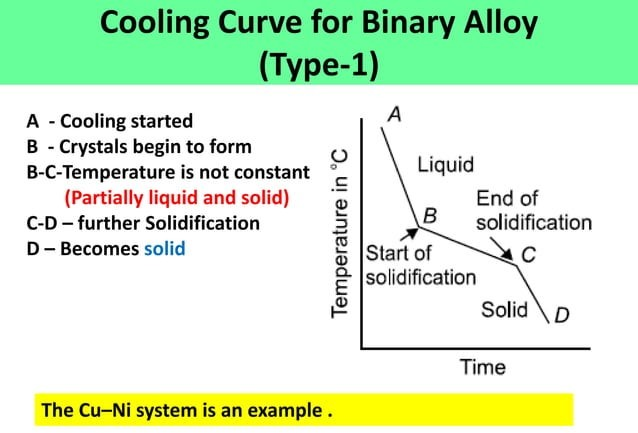 Cooling Curve for Binary Alloy
(Type-1)
A - Cooling started
B - Crystals begin to form
B-C-Temperature is not constant
(Partially liquid and solid)
C-D – further Solidification
D – Becomes solid
Temperature in °C
A
Liquid
B
End of
solidification
Start of
solidification
C
Solid
D
Time
The Cu–Ni system is an example .